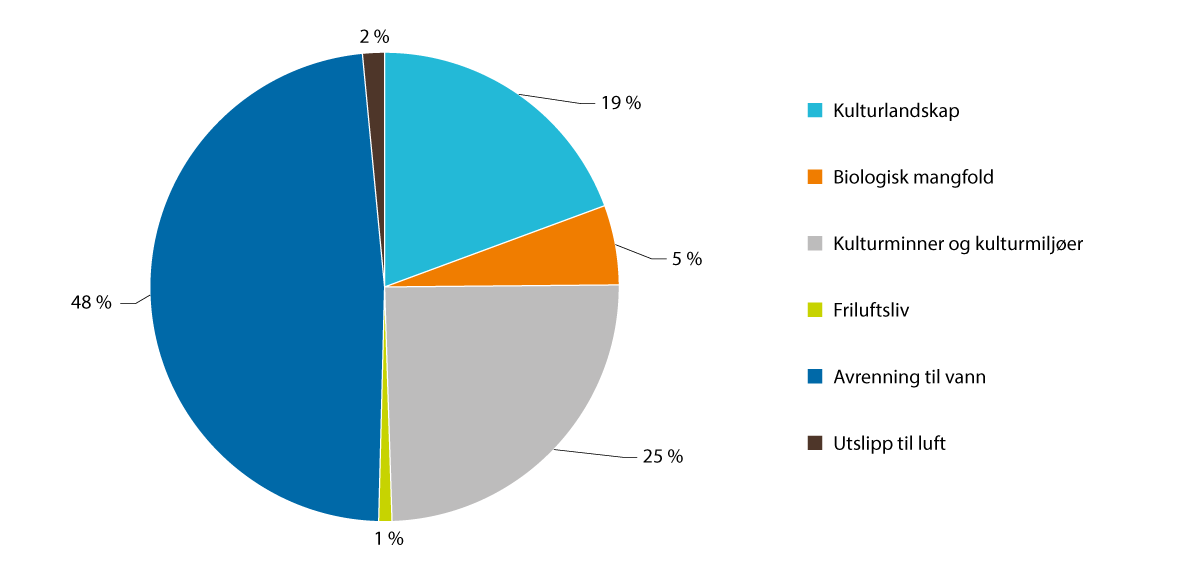 2 %
19 %
5 %
48 %
25 %
1 %
Kulturlandskap
Biologisk mangfold
Kulturminner og kulturmiljøer
Friluftsliv
Avrenning til vann
Utslipp til luft